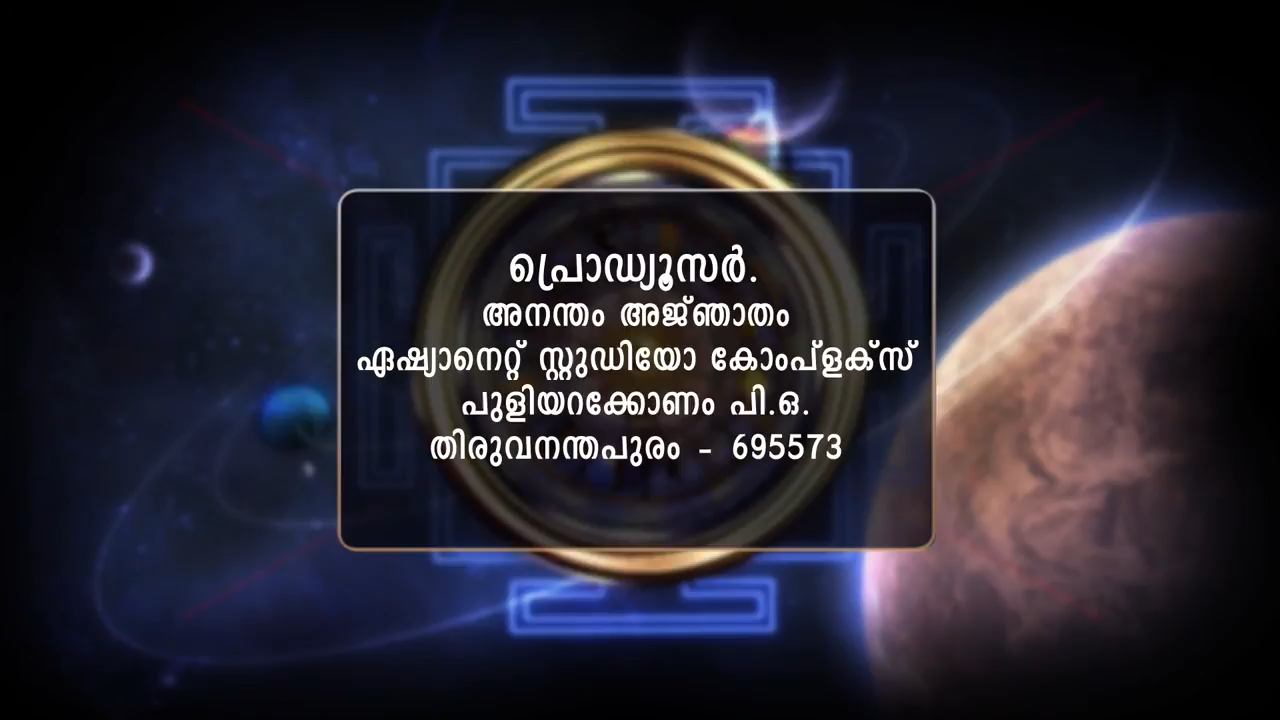 പ്രൊഡ്യൂസർ.
അനന്തം അജ്ഞാതം
ഏഷ്യാനെറ്റ് സ്റ്റുഡിയോ കോംപ്ളക്സ്
പുളിയറക്കോണം പി.ഒ.
തിരുവനന്തപുരം - 695573